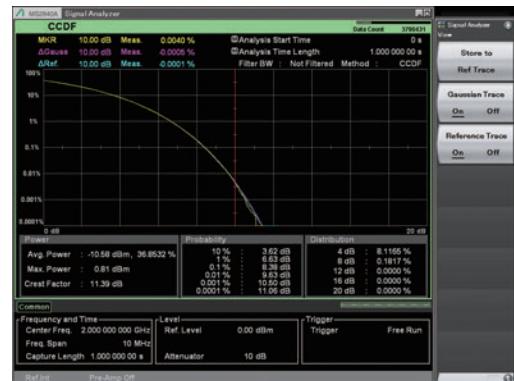 MS2840A Signal Analyzer
CCDF
Data Count 3796431
MKR 10.00 dB Meas. 0.0040 %
Analysis Start Time 0 s
ΔGauss 10.00 dB Meas. -0.0005 %
Analysis Time Length 1.000 000 00 s
ΔRef. 10.00 dB Meas. -0.0001 %
Filter BW : Not Filtered Method : CCDF
100%
10%
1%
0.1%
0.01%
0.001%
0.0001%
0 dB
20 dB
Power
Avg. Power : -10.58 dBm, 36.8532 %
Max. Power : 0.81 dBm
Crest Factor : 11.39 dB
Probability
10 % : 3.62 dB
1 % : 6.63 dB
0.1 % : 8.38 dB
0.01 % : 9.63 dB
0.001 % : 10.50 dB
0.0001 % : 11.06 dB
Distribution
4 dB : 8.1165 %
8 dB : 0.1817 %
12 dB : 0.0000 %
16 dB : 0.0000 %
20 dB : 0.0000 %
Common
Frequency and Time
Center Freq. 2.000 000 000 GHz
Freq. Span 10 MHz
Capture Length 1.000 000 00 s
Level
Ref. Level 0.00 dBm
Attenuator 10 dB
Trigger
Trigger Free Run
Ref.Int Pre-Amp Off
Signal Analyzer
View
Store to
Ref Trace
Gaussian Trace
On Off
Reference Trace
On Off